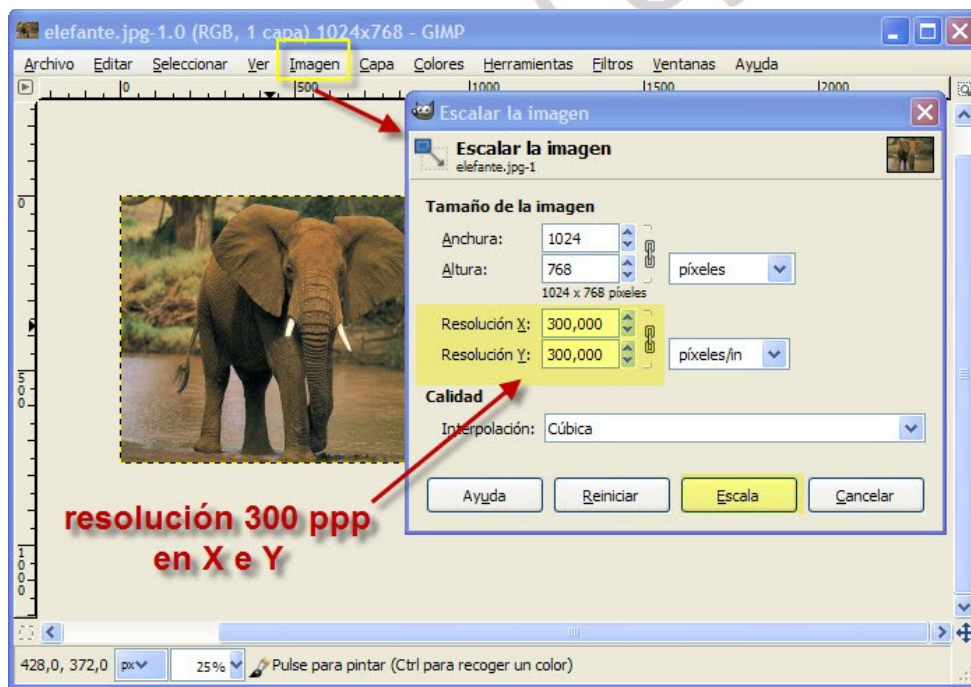 elefante.jpg-1.0 (RGB, 1 capa) 1024x768 - GIMP
Archivo Editar Seleccionar Ver Imagen Capa Colores Herramientas Filtros Ventanas Ayuda
0 500 1000 1500 2000
Escalar la imagen
Escalar la imagen
elefante.jpg-1
Tamaño de la imagen
Anchura: 1024
Altura: 768 píxeles
1024 x 768 píxeles
Resolución X: 300,000
Resolución Y: 300,000 píxeles/in
Calidad
Interpolación: Cúbica
Ayuda Reiniciar Escala Cancelar
0
500
1000
resolución 300 ppp
en X e Y
428,0, 372,0 px 25% Pulse para pintar (Ctrl para recoger un color)